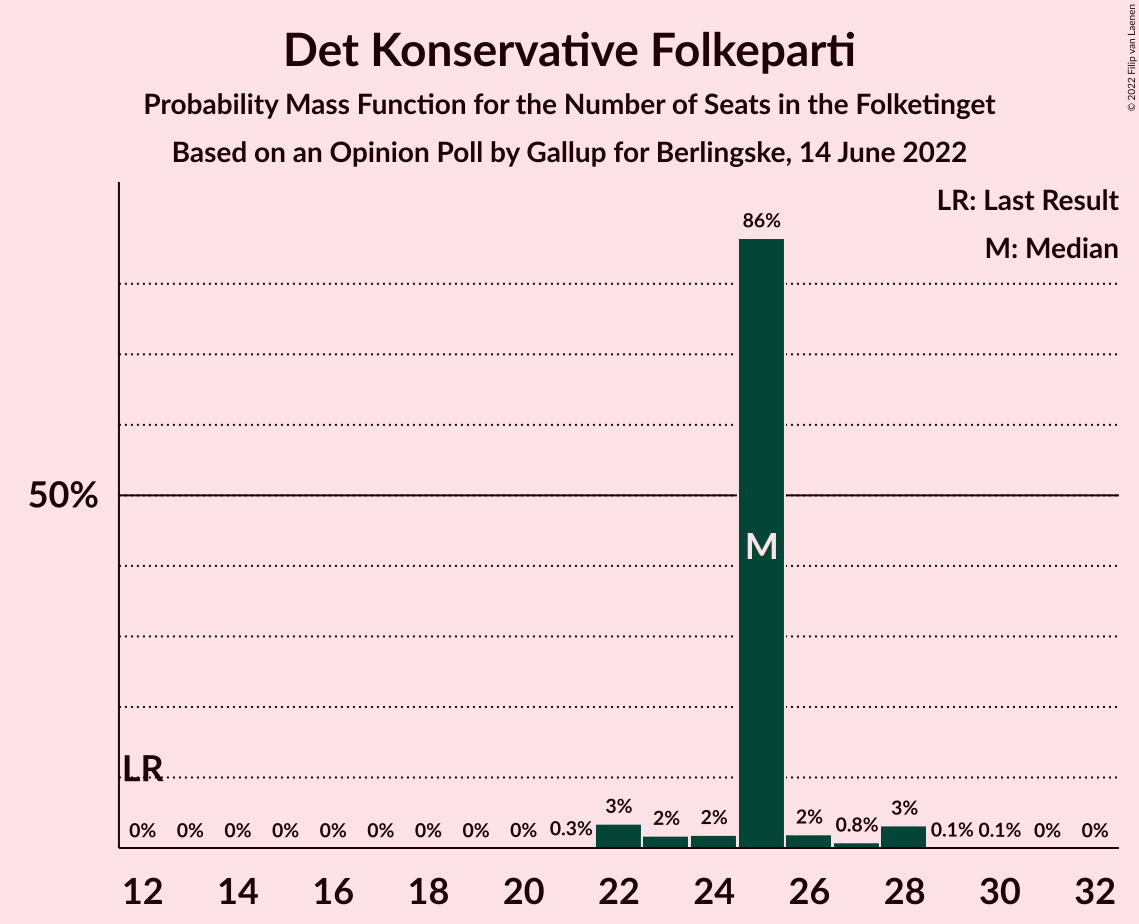 Det Konservative Folkeparti
Probability Mass Function for the Number of Seats in the Folketinget
Based on an Opinion Poll by Gallup for Berlingske, 14 June 2022
© 2022 Filip van Laenen
LR: Last Result
M: Median
86%
50%
M
LR
0% 0% 0% 0% 0% 0% 0% 0% 0% 0.3% 3% 2% 2% 2% 0.8% 3% 0.1% 0.1% 0% 0%
12 14 16 18 20 22 24 26 28 30 32